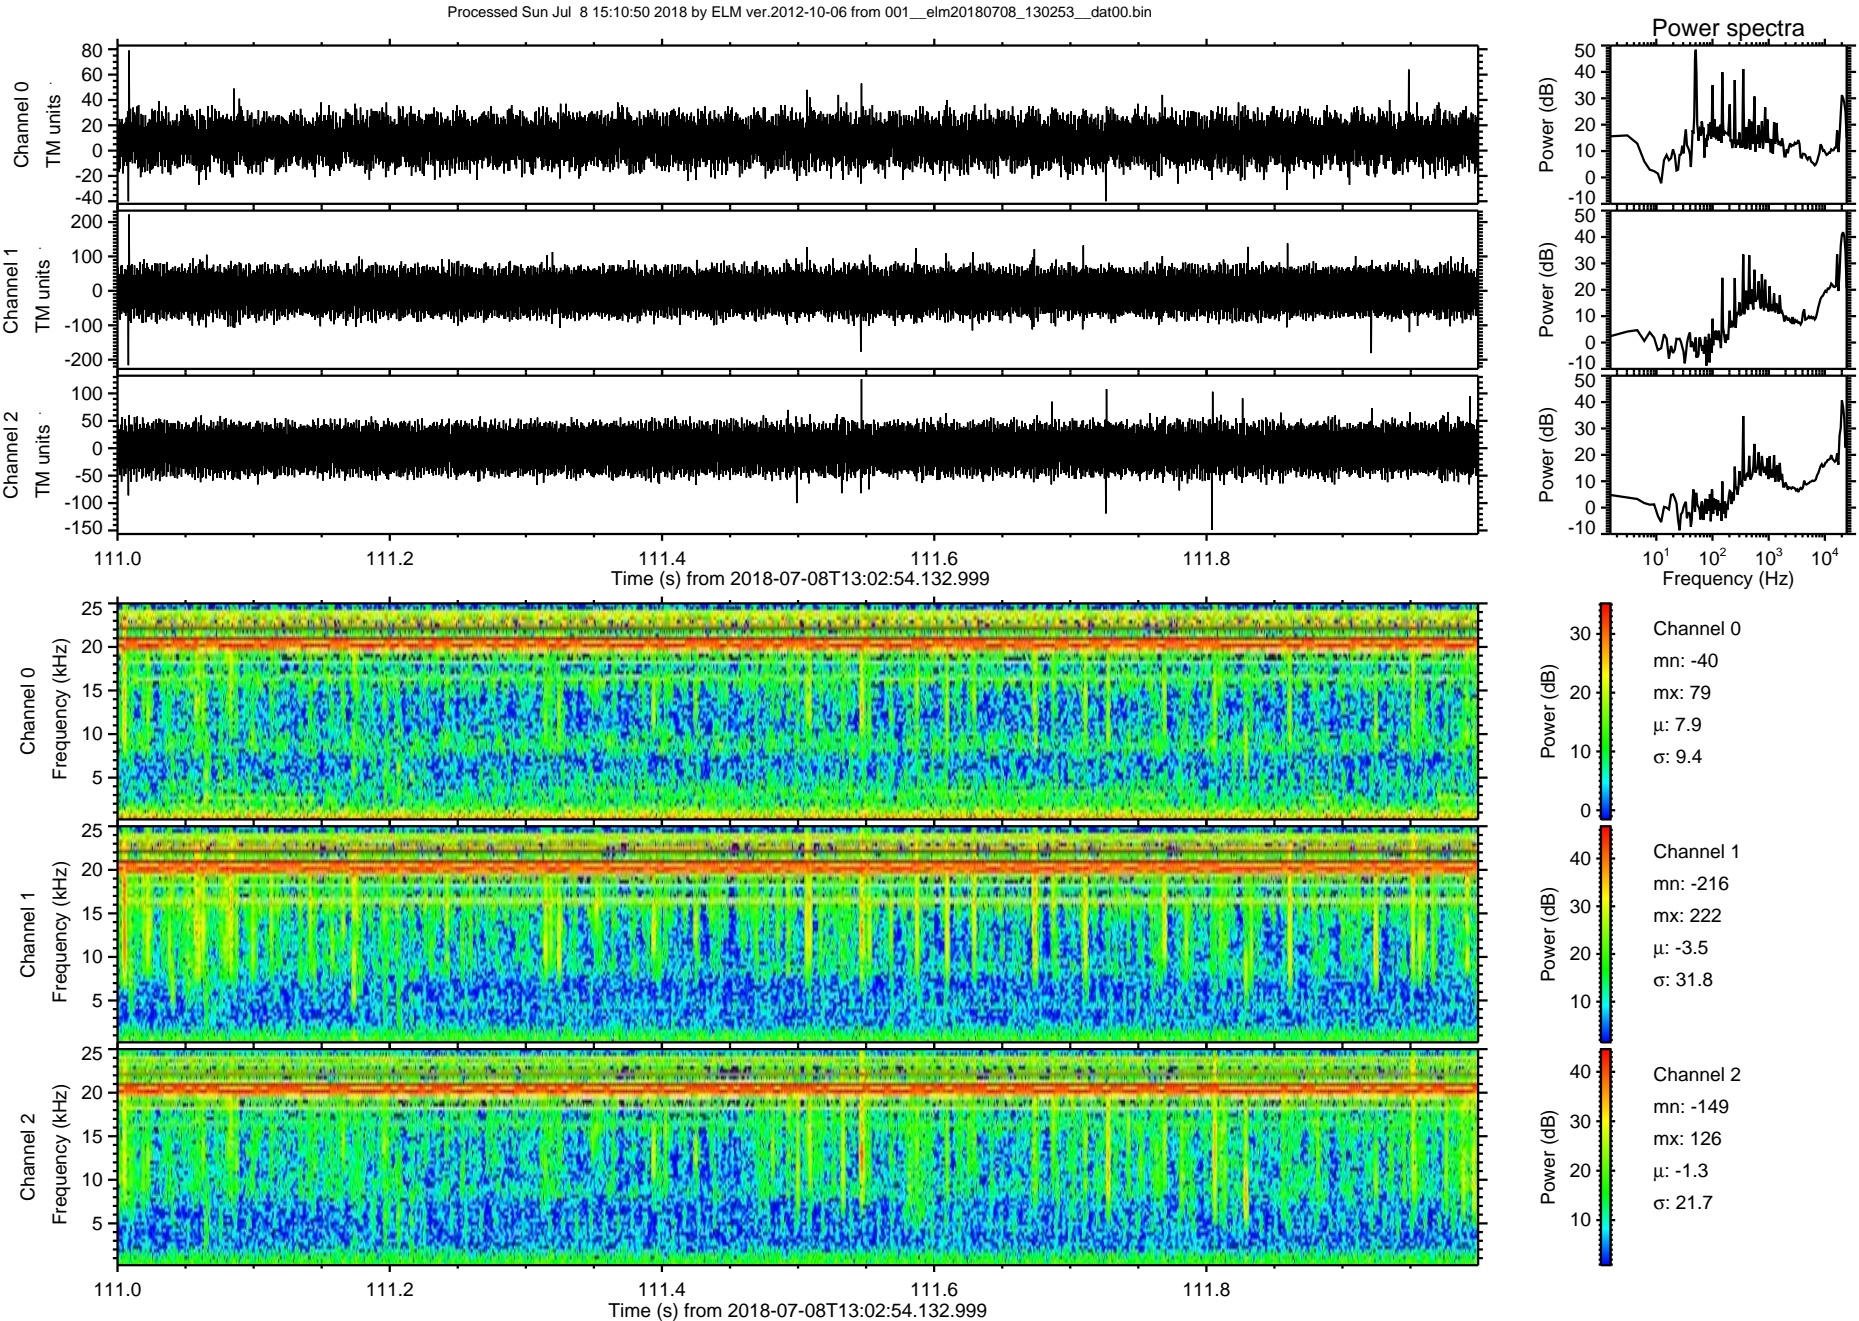 Processed Sun Jul  8 15:10:50 2018 by ELM ver.2012-10-06 from 001__elm20180708_130253__dat00.bin
Power spectra
Channel 0
TM units
80
60
40
20
0
-20
-40
Power (dB)
50
40
30
20
10
0
-10
Channel 1
TM units
200
100
0
-100
-200
Power (dB)
50
40
30
20
10
0
-10
Channel 2
TM units
100
50
0
-50
-100
-150
Power (dB)
50
40
30
20
10
0
-10
111.0 111.2 111.4 111.6 111.8
Time (s) from 2018-07-08T13:02:54.132.999
10¹ 10² 10³ 10⁴
Frequency (Hz)
Channel 0
Frequency (kHz)
25
20
15
10
5
Power (dB)
30
20
10
0
Channel 0
mn: -40
mx: 79
μ: 7.9
σ: 9.4
Channel 1
Frequency (kHz)
25
20
15
10
5
Power (dB)
40
30
20
10
Channel 1
mn: -216
mx: 222
μ: -3.5
σ: 31.8
Channel 2
Frequency (kHz)
25
20
15
10
5
Power (dB)
40
30
20
10
Channel 2
mn: -149
mx: 126
μ: -1.3
σ: 21.7
111.0 111.2 111.4 111.6 111.8
Time (s) from 2018-07-08T13:02:54.132.999